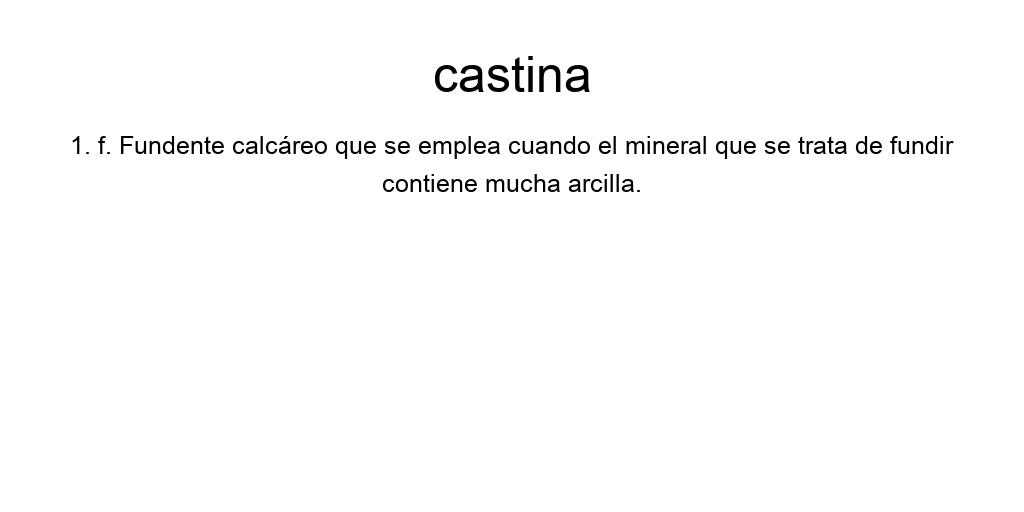 castina
1. f. Fundente calcáreo que se emplea cuando el mineral que se trata de fundir
contiene mucha arcilla.